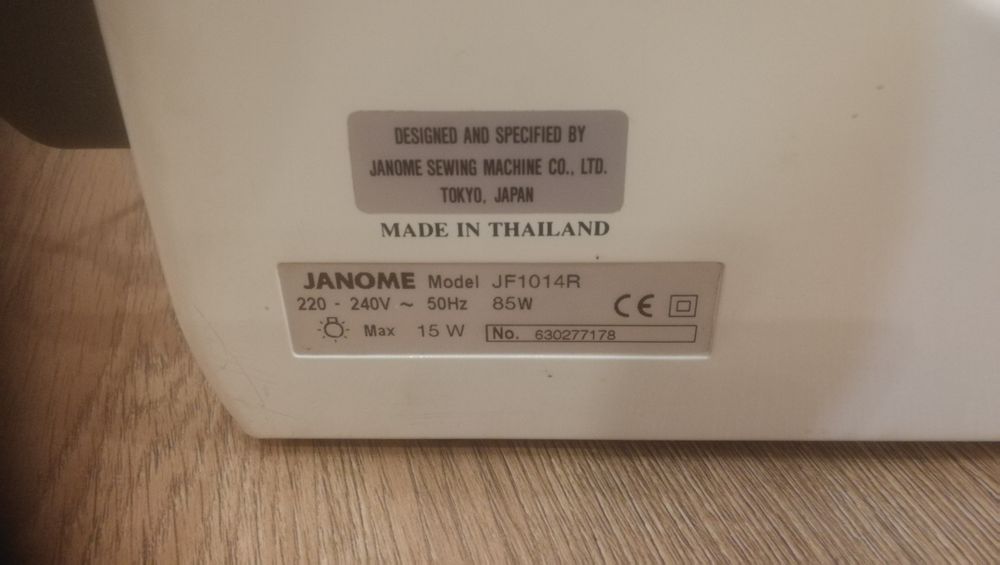 DESIGNED AND SPECIFIED BY
JANOME SEWING MACHINE CO., LTD.
TOKYO, JAPAN
MADE IN THAILAND
JANOME Model JF1014R
220 - 240V ~ 50Hz 85W CE
Max 15 W No. 630277178